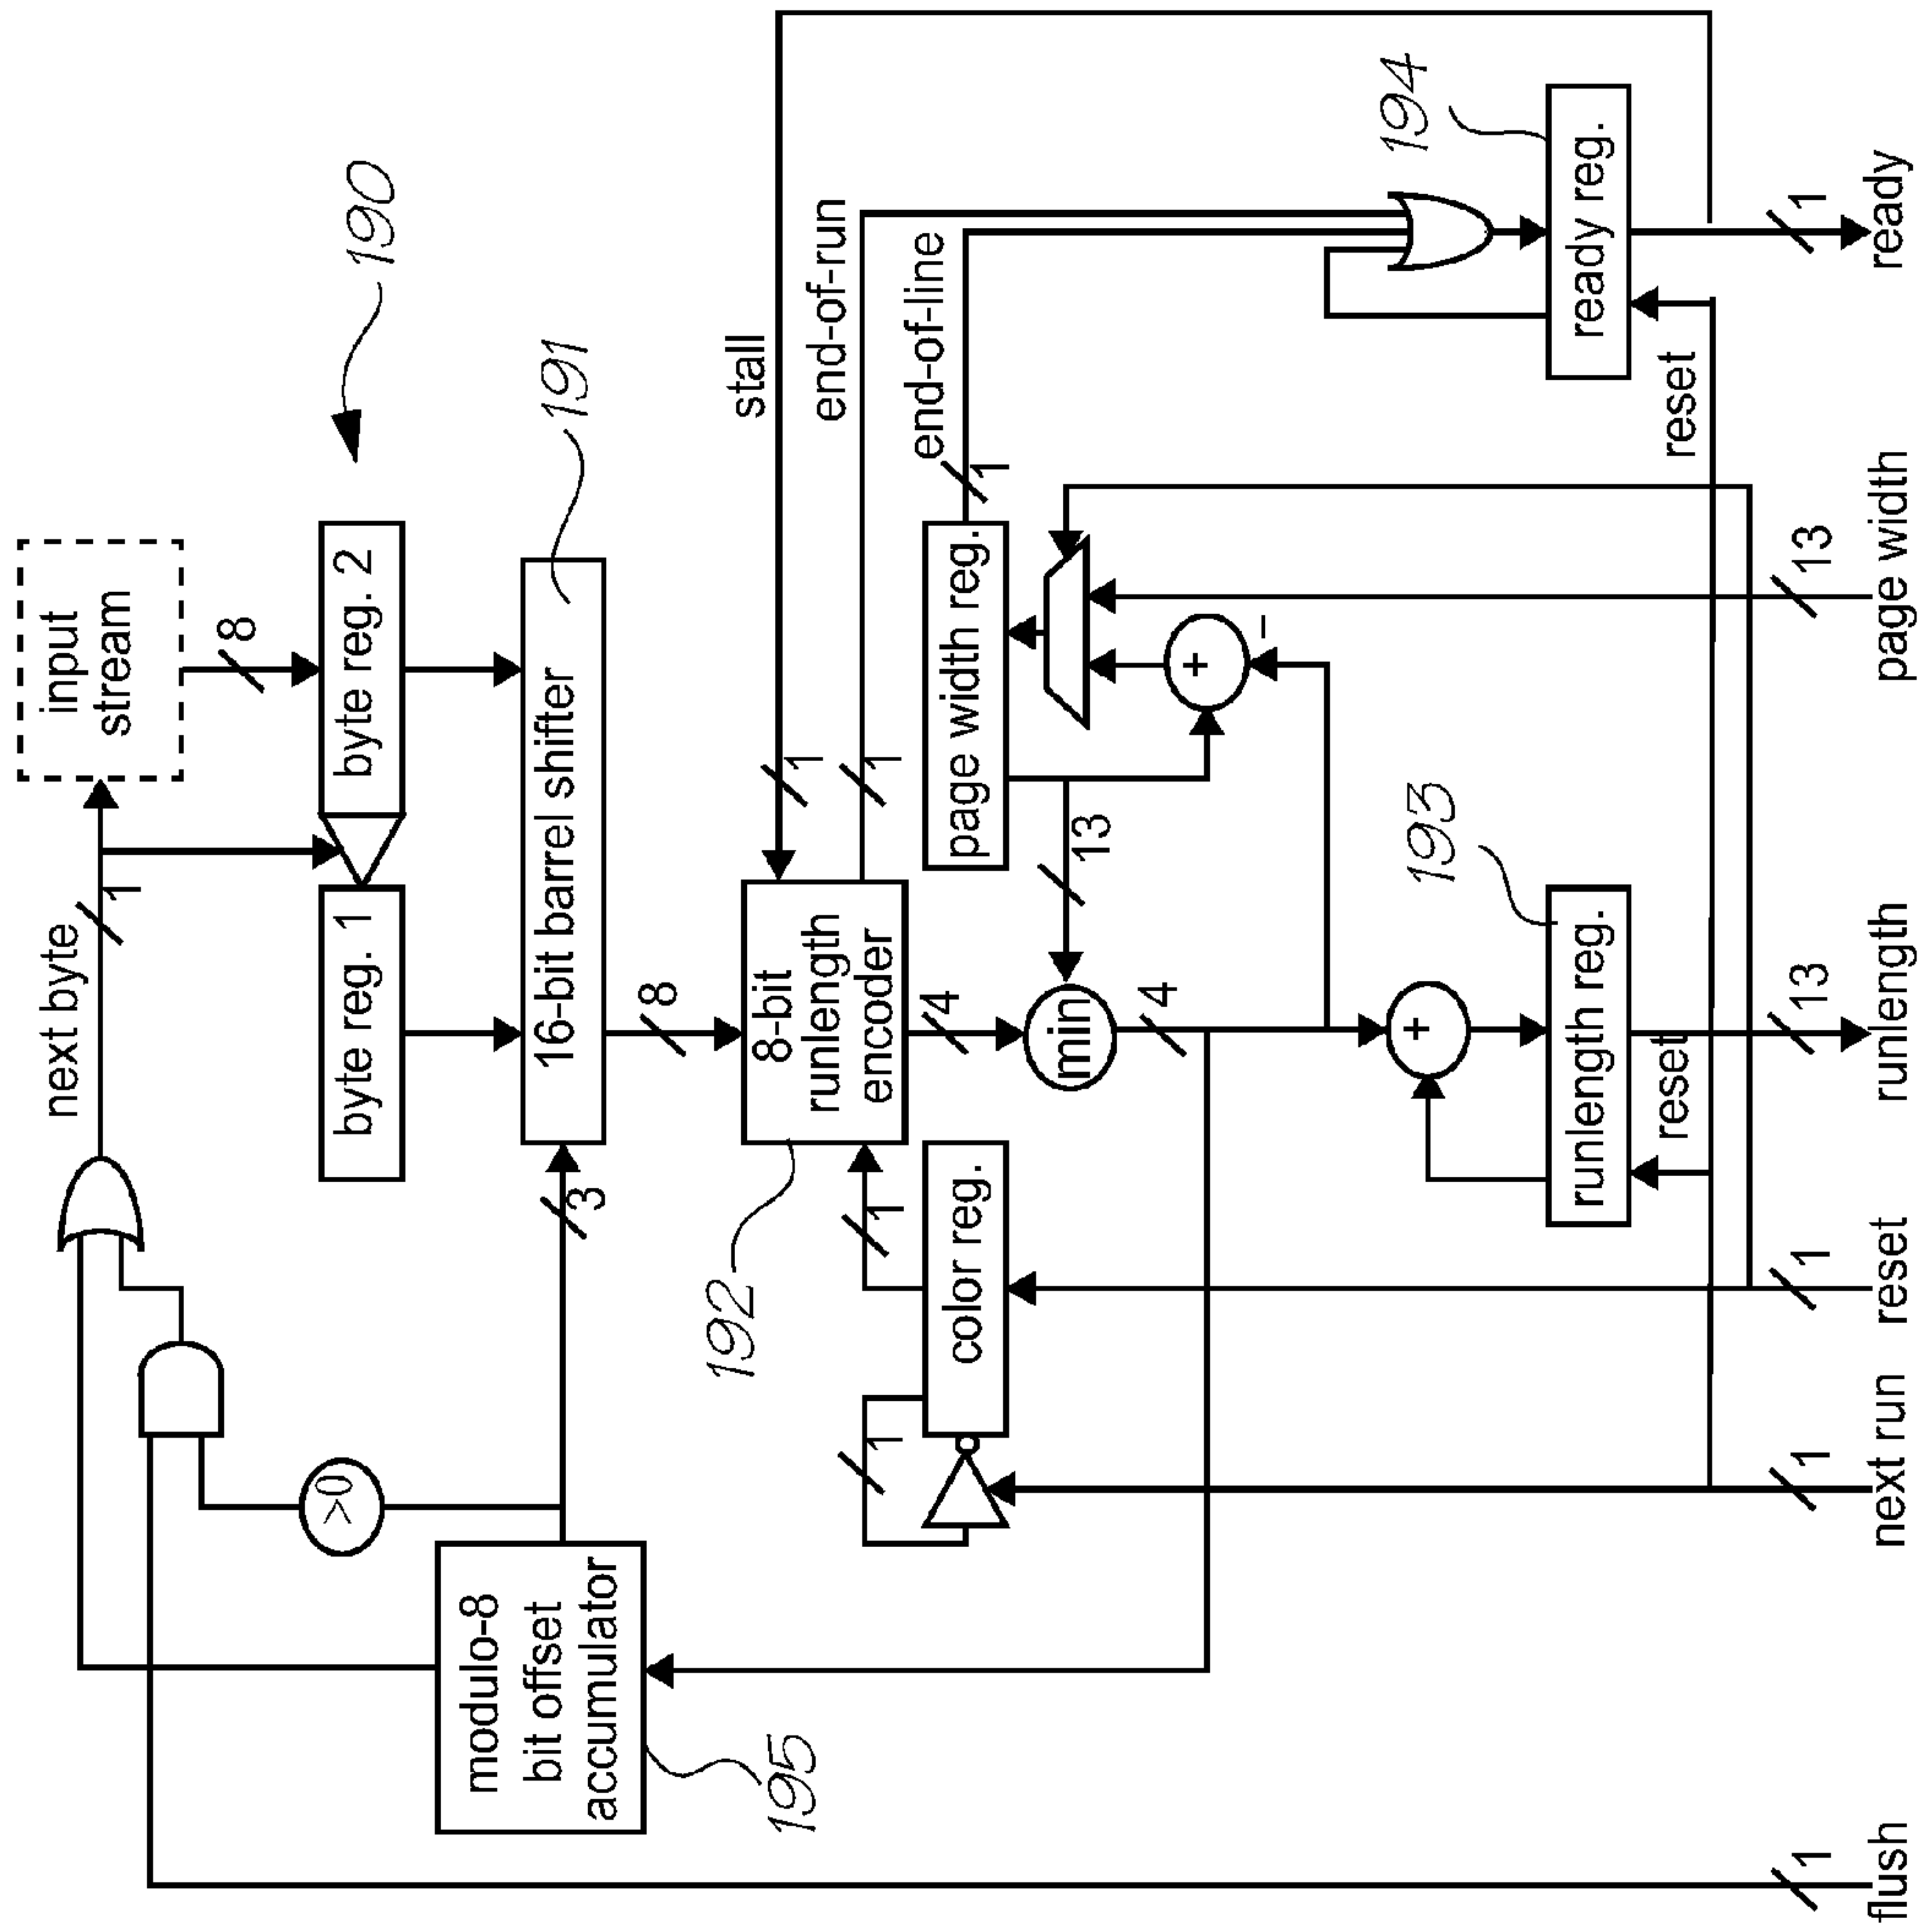 190
input
stream
8
next byte
1
byte reg. 1
byte reg. 2
>0
3
16-bit barrel shifter
191
modulo-8
bit offset
accumulator
195
8
stall
1
end-of-run
1
8-bit
runlength
encoder
192
1
4
end-of-line
1
page width reg.
13
color reg.
1
min
4
+
−
+
runlength reg.
193
reset
ready reg.
194
reset
flush
1
next run
1
reset
1
runlength
13
page width
13
ready
1